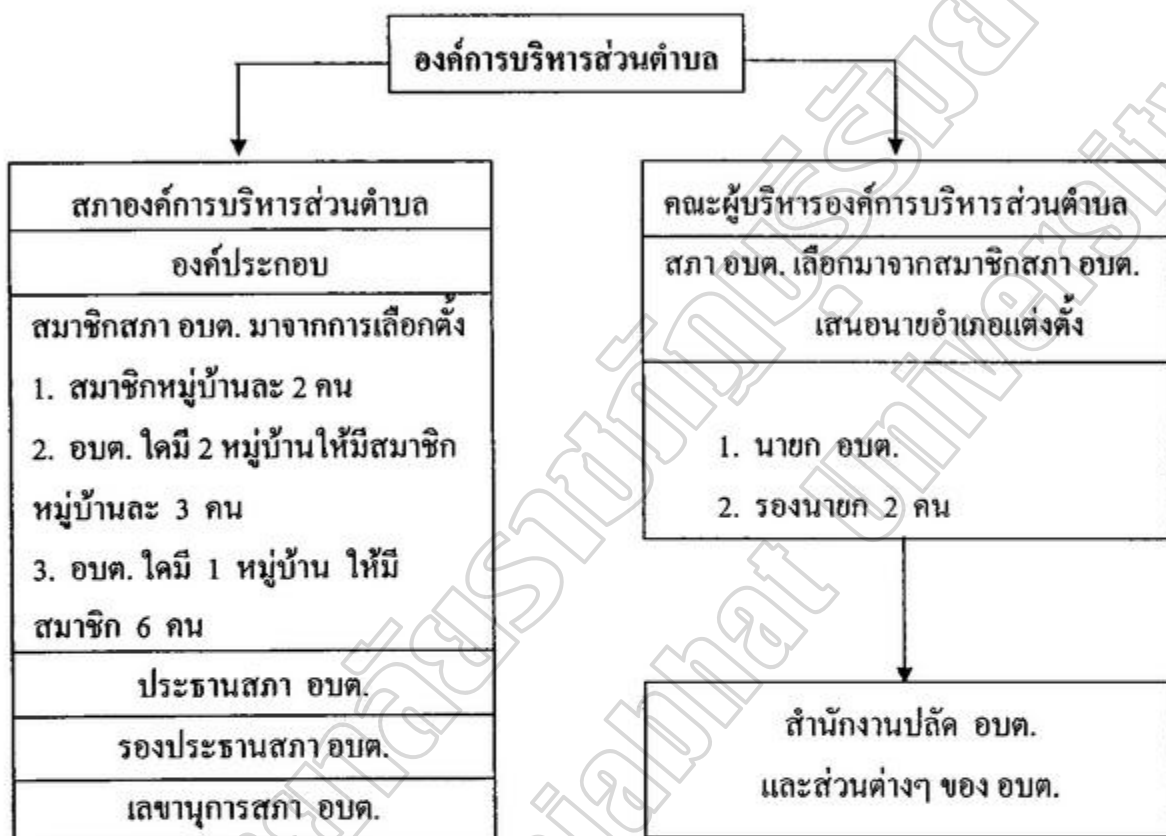 องค์การบริหารส่วนตำบล
สภาองค์การบริหารส่วนตำบล
องค์ประกอบ
สมาชิกสภา อบต. มาจากการเลือกตั้ง
1. สมาชิกหมู่บ้านละ 2 คน
2. อบต. ใดมี 2 หมู่บ้านให้มีสมาชิก
หมู่บ้านละ 3 คน
3. อบต. ใดมี 1 หมู่บ้าน ให้มี
สมาชิก 6 คน
ประธานสภา อบต.
รองประธานสภา อบต.
เลขานุการสภา อบต.
คณะผู้บริหารองค์การบริหารส่วนตำบล
สภา อบต. เลือกมาจากสมาชิกสภา อบต.
เสนอนายอำเภอแต่งตั้ง
1. นายก อบต.
2. รองนายก 2 คน
สำนักงานปลัด อบต.
และส่วนต่างๆ ของ อบต.